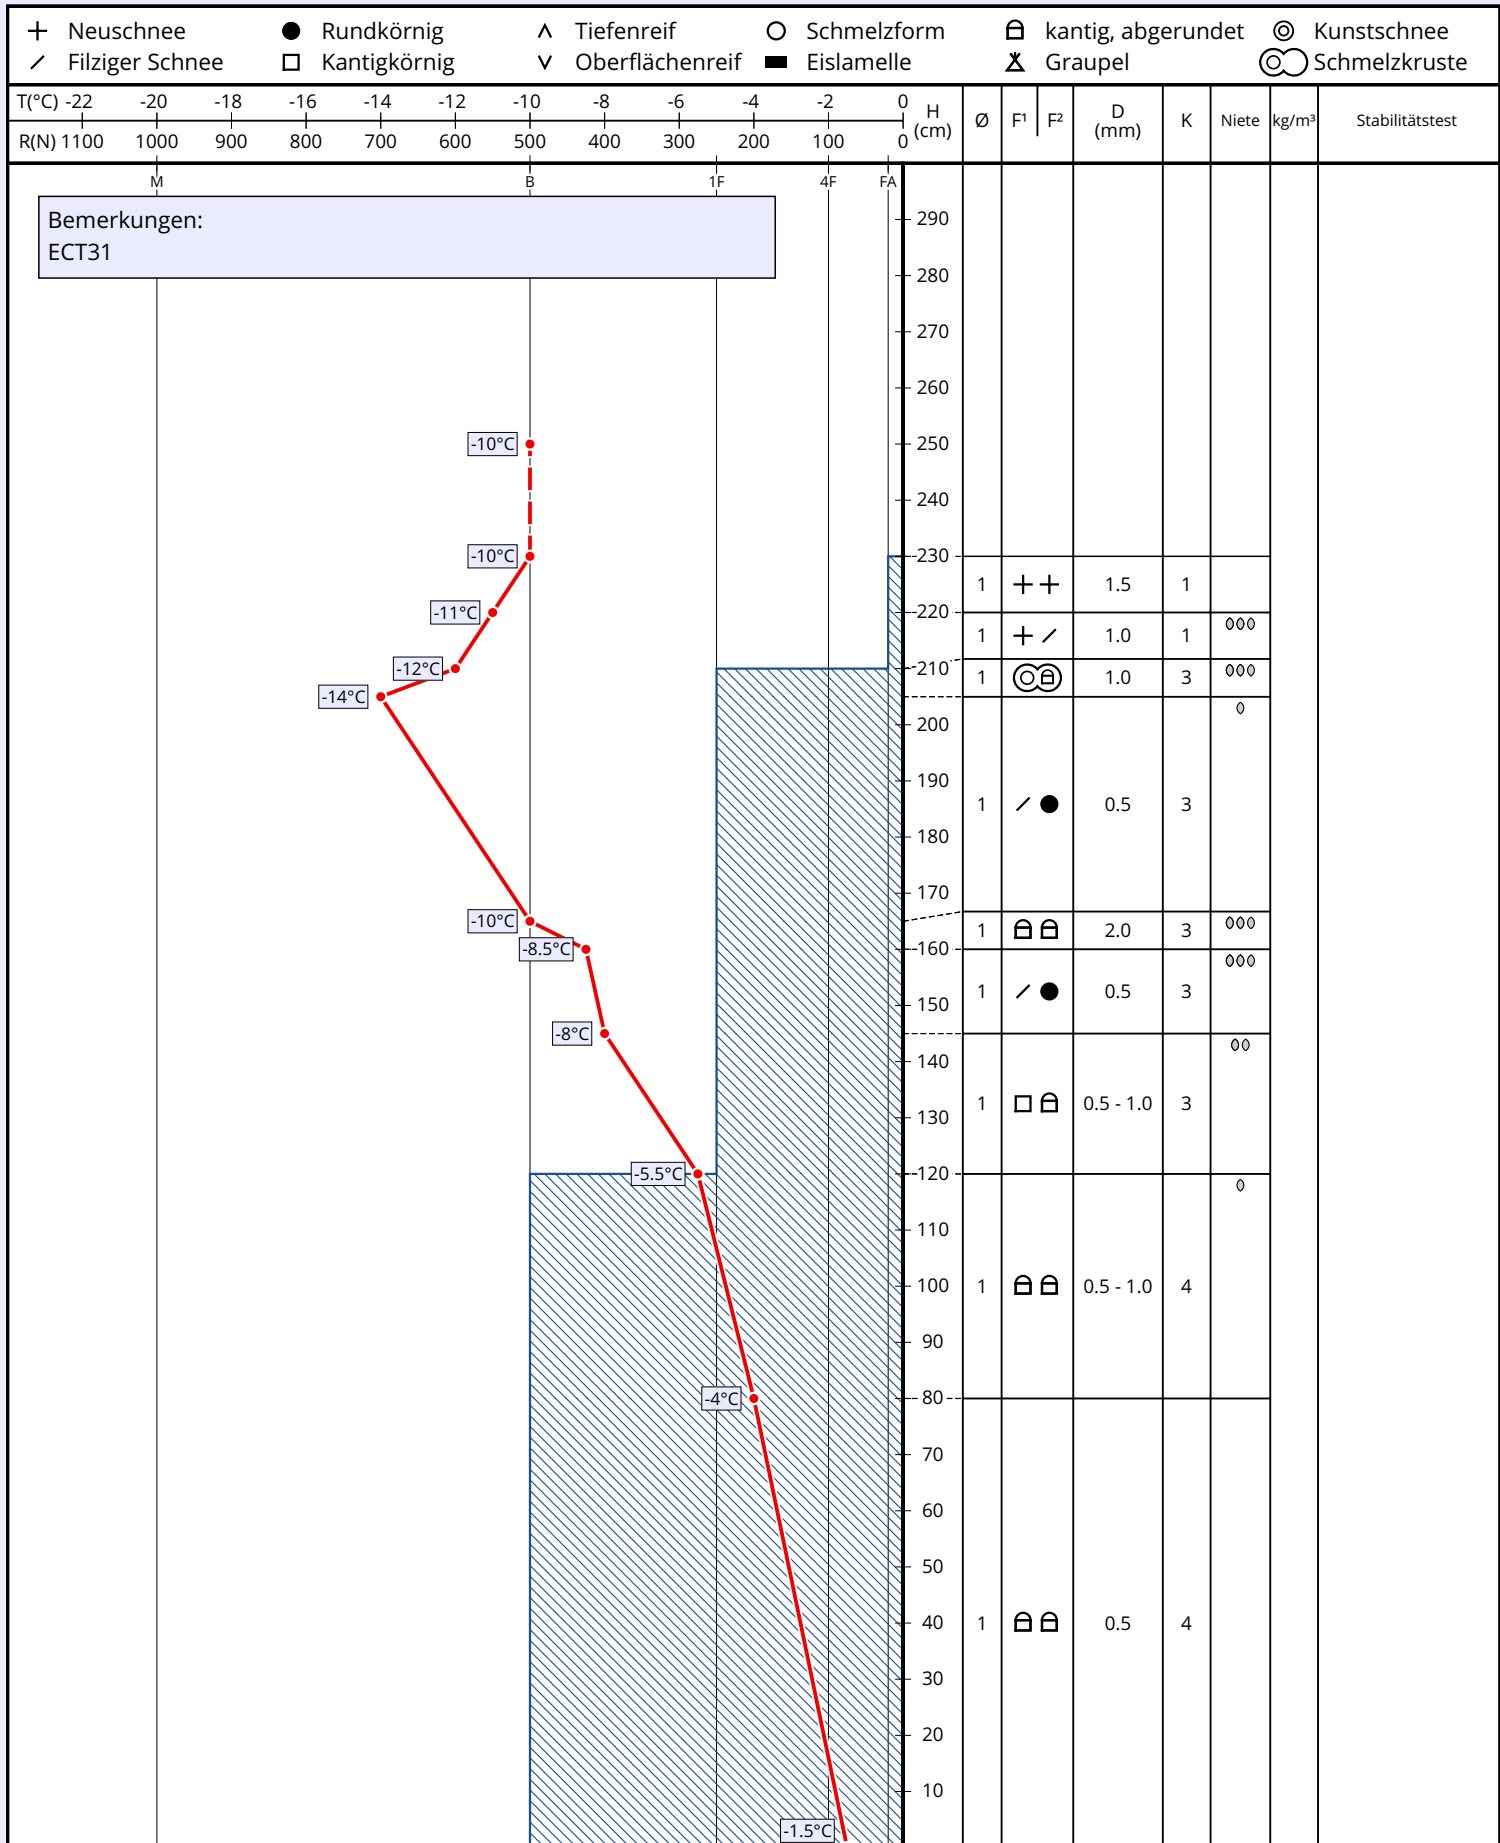 Neuschnee Rundkörnig Tiefenreif Schmelzform kantig, abgerundet Kunstschnee
Filziger Schnee Kantigkörnig Oberflächenreif Eislamelle Graupel Schmelzkruste
T(°C) -22 -20 -18 -16 -14 -12 -10 -8 -6 -4 -2 0
R(N) 1100 1000 900 800 700 600 500 400 300 200 100 0
H (cm) Ø F¹ F² D (mm) K Niete kg/m³ Stabilitätstest
M B 1F 4F FA
Bemerkungen:
ECT31
290
280
270
260
-10°C 250
240
-10°C 230
1 1.5 1
-11°C 220
1 1.0 1
-12°C 210
1 1.0 3
-14°C
200
190
1 0.5 3
180
170
-10°C
1 2.0 3
-8.5°C 160
1 0.5 3
150
-8°C
140
1 0.5 - 1.0 3
130
-5.5°C 120
110
100 1 0.5 - 1.0 4
90
-4°C 80
70
60
50
40 1 0.5 4
30
20
10
-1.5°C